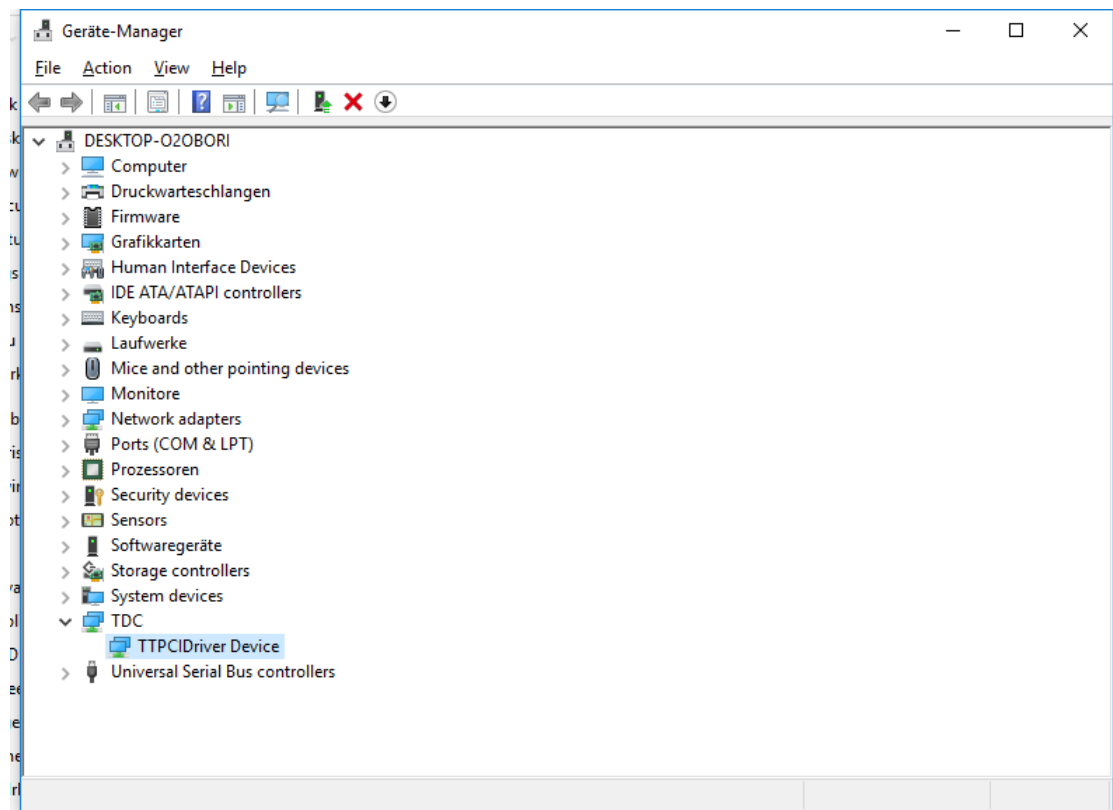 Geräte-Manager
File Action View Help
DESKTOP-O2OBORI
Computer
Druckwarteschlangen
Firmware
Grafikkarten
Human Interface Devices
IDE ATA/ATAPI controllers
Keyboards
Laufwerke
Mice and other pointing devices
Monitore
Network adapters
Ports (COM & LPT)
Prozessoren
Security devices
Sensors
Softwaregeräte
Storage controllers
System devices
TDC
TTPCIDriver Device
Universal Serial Bus controllers